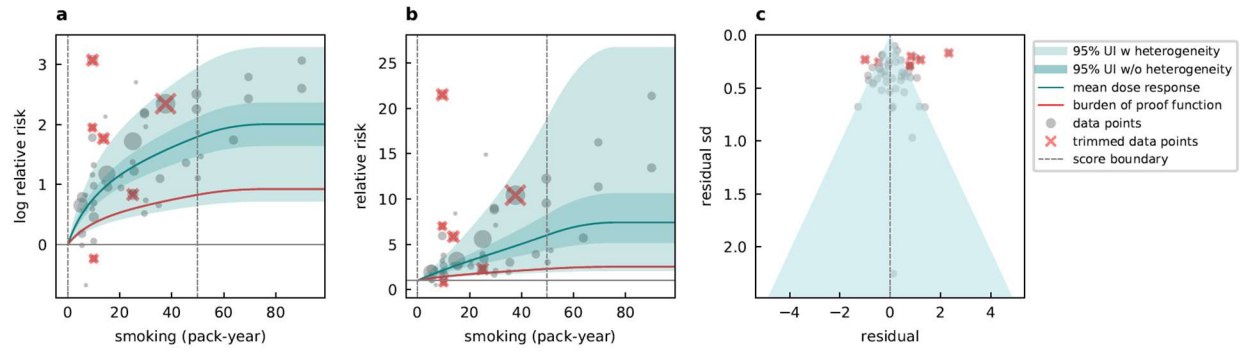 a
log relative risk
3
2
1
0
0 20 40 60 80
smoking (pack-year)
b
relative risk
25
20
15
10
5
0
0 20 40 60 80
smoking (pack-year)
c
residual sd
0.0
0.5
1.0
1.5
2.0
−4 −2 0 2 4
residual
95% UI w heterogeneity
95% UI w/o heterogeneity
mean dose response
burden of proof function
data points
trimmed data points
score boundary